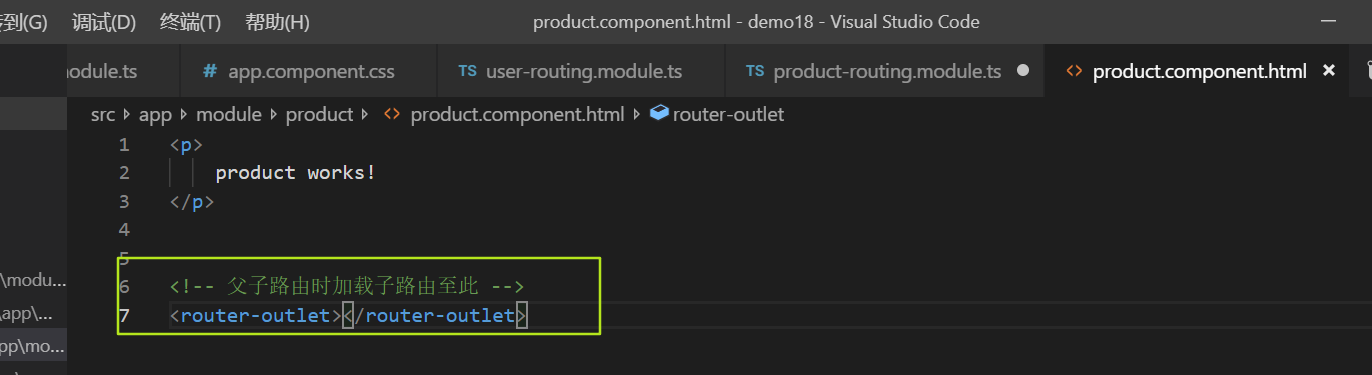 转到(G) 调试(D) 终端(T) 帮助(H) product.component.html - demo18 - Visual Studio Code
module.ts # app.component.css TS user-routing.module.ts TS product-routing.module.ts <> product.component.html ×
src app module product <> product.component.html router-outlet
1 <p>
2 product works!
3 </p>
4
5
6 <!-- 父子路由时加载子路由至此 -->
7 <router-outlet></router-outlet>
\modu...
\app\...
pp\mo...